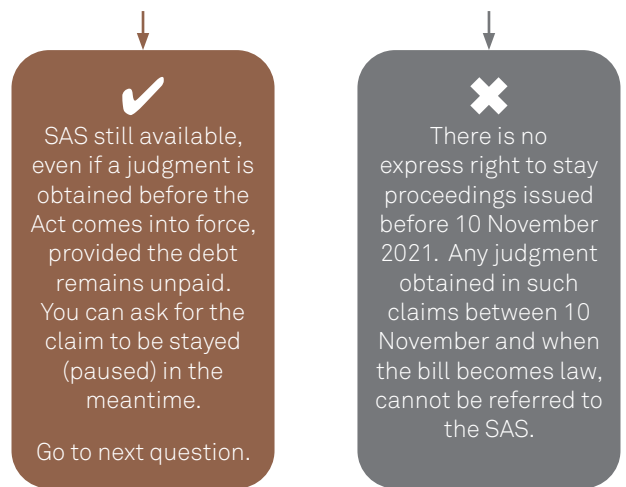 ✔
SAS still available,
even if a judgment is
obtained before the
Act comes into force,
provided the debt
remains unpaid.
You can ask for the
claim to be stayed
(paused) in the
meantime.
Go to next question.
✖
There is no
express right to stay
proceedings issued
before 10 November
2021. Any judgment
obtained in such
claims between 10
November and when
the bill becomes law,
cannot be referred to
the SAS.